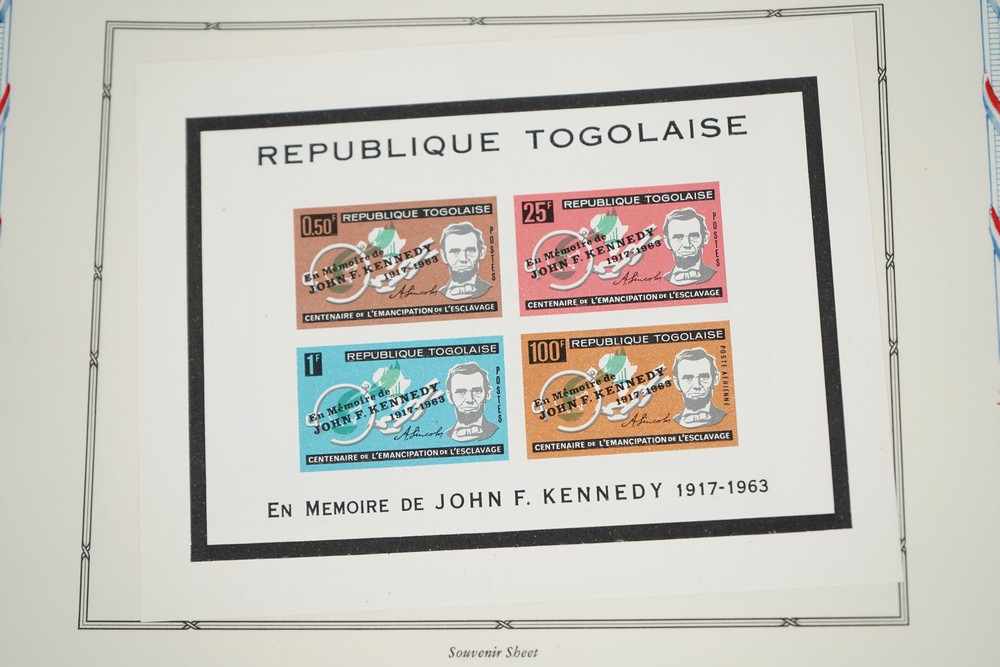 REPUBLIQUE TOGOLAISE
0.50F REPUBLIQUE TOGOLAISE
POSTES
En Mémoire de
JOHN F. KENNEDY
1917-1963
A. Lincoln
CENTENAIRE DE L'EMANCIPATION DE L'ESCLAVAGE
25F REPUBLIQUE TOGOLAISE
POSTES
En Mémoire de
JOHN F. KENNEDY
1917-1963
A. Lincoln
CENTENAIRE DE L'EMANCIPATION DE L'ESCLAVAGE
1F REPUBLIQUE TOGOLAISE
POSTES
En Mémoire de
JOHN F. KENNEDY
1917-1963
A. Lincoln
CENTENAIRE DE L'EMANCIPATION DE L'ESCLAVAGE
100F REPUBLIQUE TOGOLAISE
POSTE AÉRIENNE
En Mémoire de
JOHN F. KENNEDY
1917-1963
A. Lincoln
CENTENAIRE DE L'EMANCIPATION DE L'ESCLAVAGE
EN MEMOIRE DE JOHN F. KENNEDY 1917-1963
Souvenir Sheet